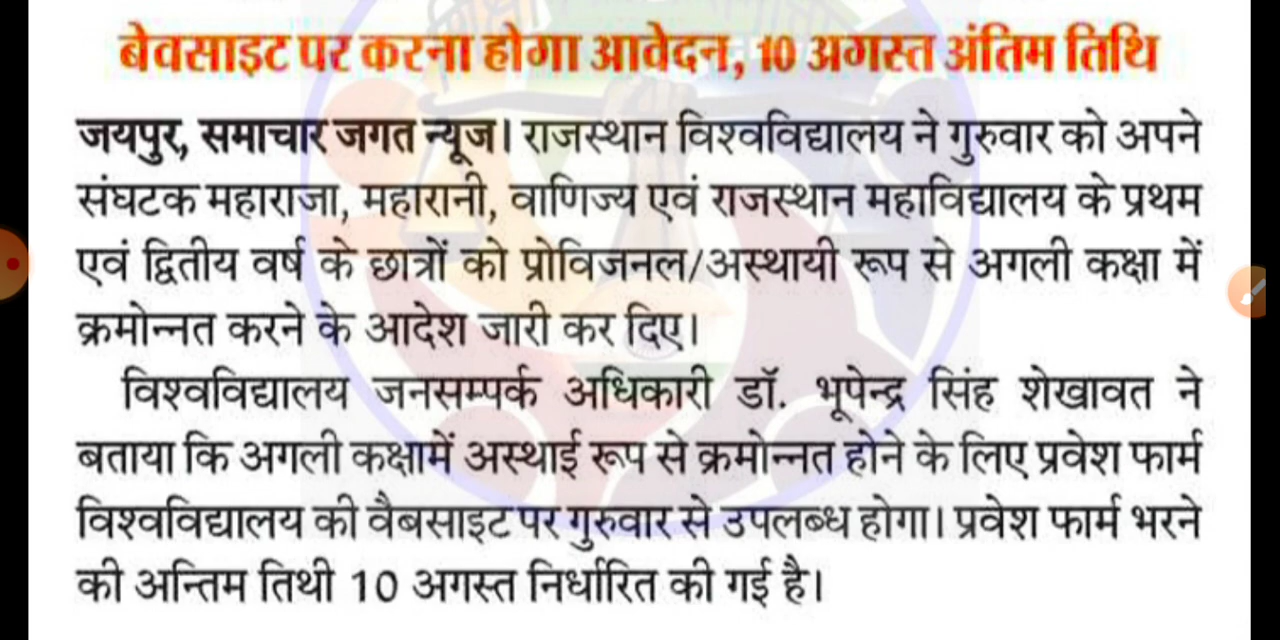 बेवसाइट पर करना होगा आवेदन, 10 अगस्त अंतिम तिथि
जयपुर, समाचार जगत न्यूज। राजस्थान विश्वविद्यालय ने गुरुवार को अपने
संघटक महाराजा, महारानी, वाणिज्य एवं राजस्थान महाविद्यालय के प्रथम
एवं द्वितीय वर्ष के छात्रों को प्रोविजनल/अस्थायी रूप से अगली कक्षा में
क्रमोन्नत करने के आदेश जारी कर दिए।
विश्वविद्यालय जनसम्पर्क अधिकारी डॉ. भूपेन्द्र सिंह शेखावत ने
बताया कि अगली कक्षामें अस्थाई रूप से क्रमोन्नत होने के लिए प्रवेश फार्म
विश्वविद्यालय की वैबसाइट पर गुरुवार से उपलब्ध होगा। प्रवेश फार्म भरने
की अन्तिम तिथी 10 अगस्त निर्धारित की गई है।